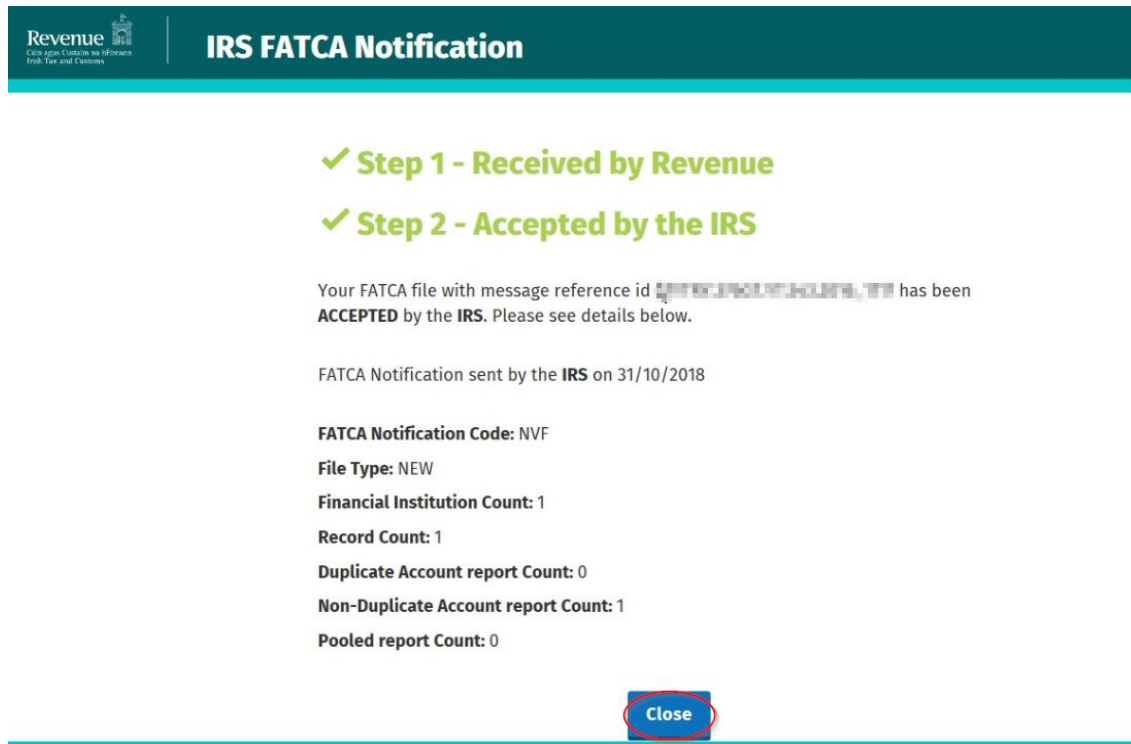 Revenue
Cáin agus Custaim na hÉireann
Irish Tax and Customs
IRS FATCA Notification
Step 1 - Received by Revenue
Step 2 - Accepted by the IRS
Your FATCA file with message reference id has been
ACCEPTED by the IRS. Please see details below.
FATCA Notification sent by the IRS on 31/10/2018
FATCA Notification Code: NVF
File Type: NEW
Financial Institution Count: 1
Record Count: 1
Duplicate Account report Count: 0
Non-Duplicate Account report Count: 1
Pooled report Count: 0
Close